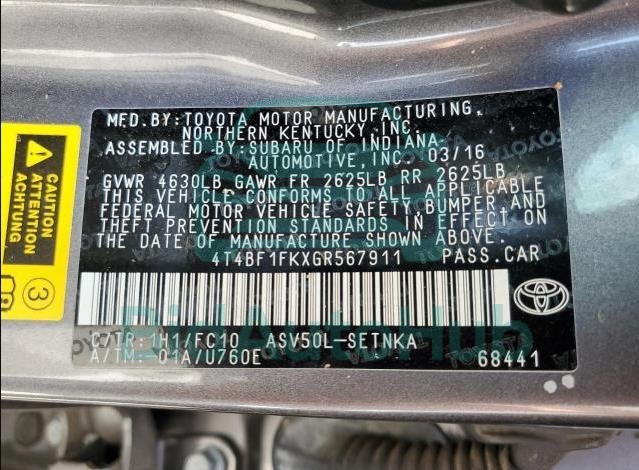 MFD.BY:TOYOTA MOTOR MANUFACTURING,
NORTHERN KENTUCKY,INC.
ASSEMBLED BY:SUBARU OF INDIANA
AUTOMOTIVE,INC. 03/16
GVWR 4630LB GAWR FR 2625LB RR 2625LB
THIS VEHICLE CONFORMS TO ALL APPLICABLE
FEDERAL MOTOR VEHICLE SAFETY,BUMPER,AND
THEFT PREVENTION STANDARDS IN EFFECT ON
THE DATE OF MANUFACTURE SHOWN ABOVE.
4T4BF1FKXGR567911 PASS.CAR
C/TR:1H1/FC10 ASV50L-SETNKA
A/TM:-01A/U760E 68441
CAUTION
ACHTUNG
3
BidAutoHub